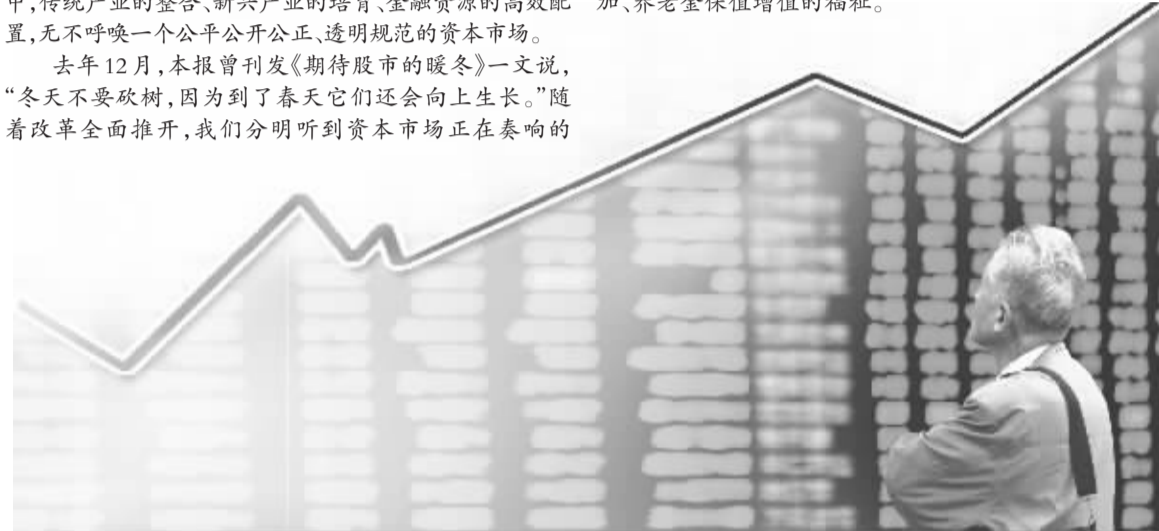 中,传统产业的整合、新兴产业的培育、金融资源的高效配
置,无不呼唤一个公平公开公正、透明规范的资本市场。
去年12月,本报曾刊发《期待股市的暖冬》一文说,
“冬天不要砍树,因为到了春天它们还会向上生长。”随
着改革全面推开,我们分明听到资本市场正在奏响的
加、养老金保值增值的福祉。